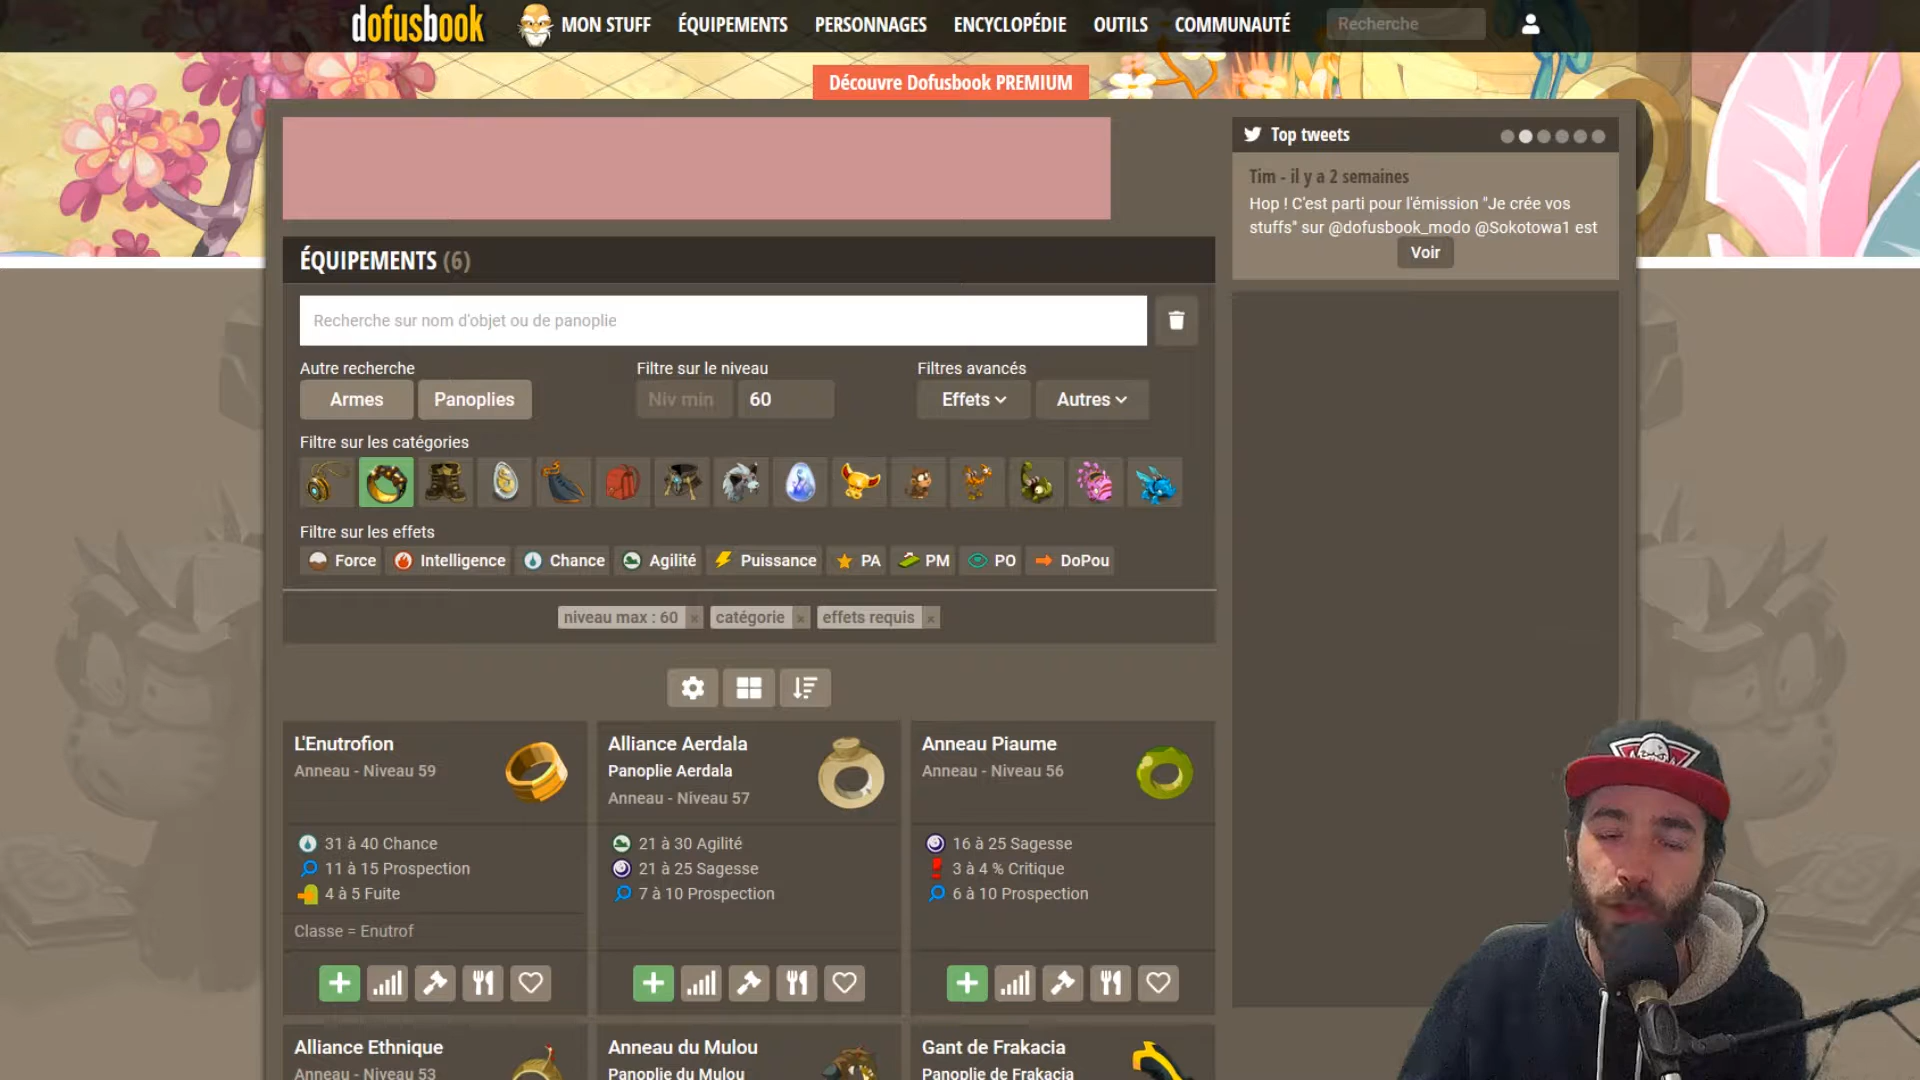 dofusbook
MON STUFF
ÉQUIPEMENTS
PERSONNAGES
ENCYCLOPÉDIE
OUTILS
COMMUNAUTÉ
Recherche
Découvre Dofusbook PREMIUM
Top tweets
Tim - il y a 2 semaines
Hop ! C'est parti pour l'émission "Je crée vos
stuffs" sur @dofusbook_modo @Sokotowa1 est
Voir
ÉQUIPEMENTS (6)
Recherche sur nom d'objet ou de panoplie
Autre recherche
Armes
Panoplies
Filtre sur le niveau
Niv min
60
Filtres avancés
Effets
Autres
Filtre sur les catégories
Filtre sur les effets
Force
Intelligence
Chance
Agilité
Puissance
PA
PM
PO
DoPou
niveau max : 60 ×
catégorie ×
effets requis ×
L'Enutrofion
Anneau - Niveau 59
31 à 40 Chance
11 à 15 Prospection
4 à 5 Fuite
Classe = Enutrof
Alliance Aerdala
Panoplie Aerdala
Anneau - Niveau 57
21 à 30 Agilité
21 à 25 Sagesse
7 à 10 Prospection
Anneau Piaume
Anneau - Niveau 56
16 à 25 Sagesse
3 à 4 % Critique
6 à 10 Prospection
Alliance Ethnique
Anneau - Niveau 53
Anneau du Mulou
Panoplie du Mulou
Gant de Frakacia
Panoplie de Frakacia